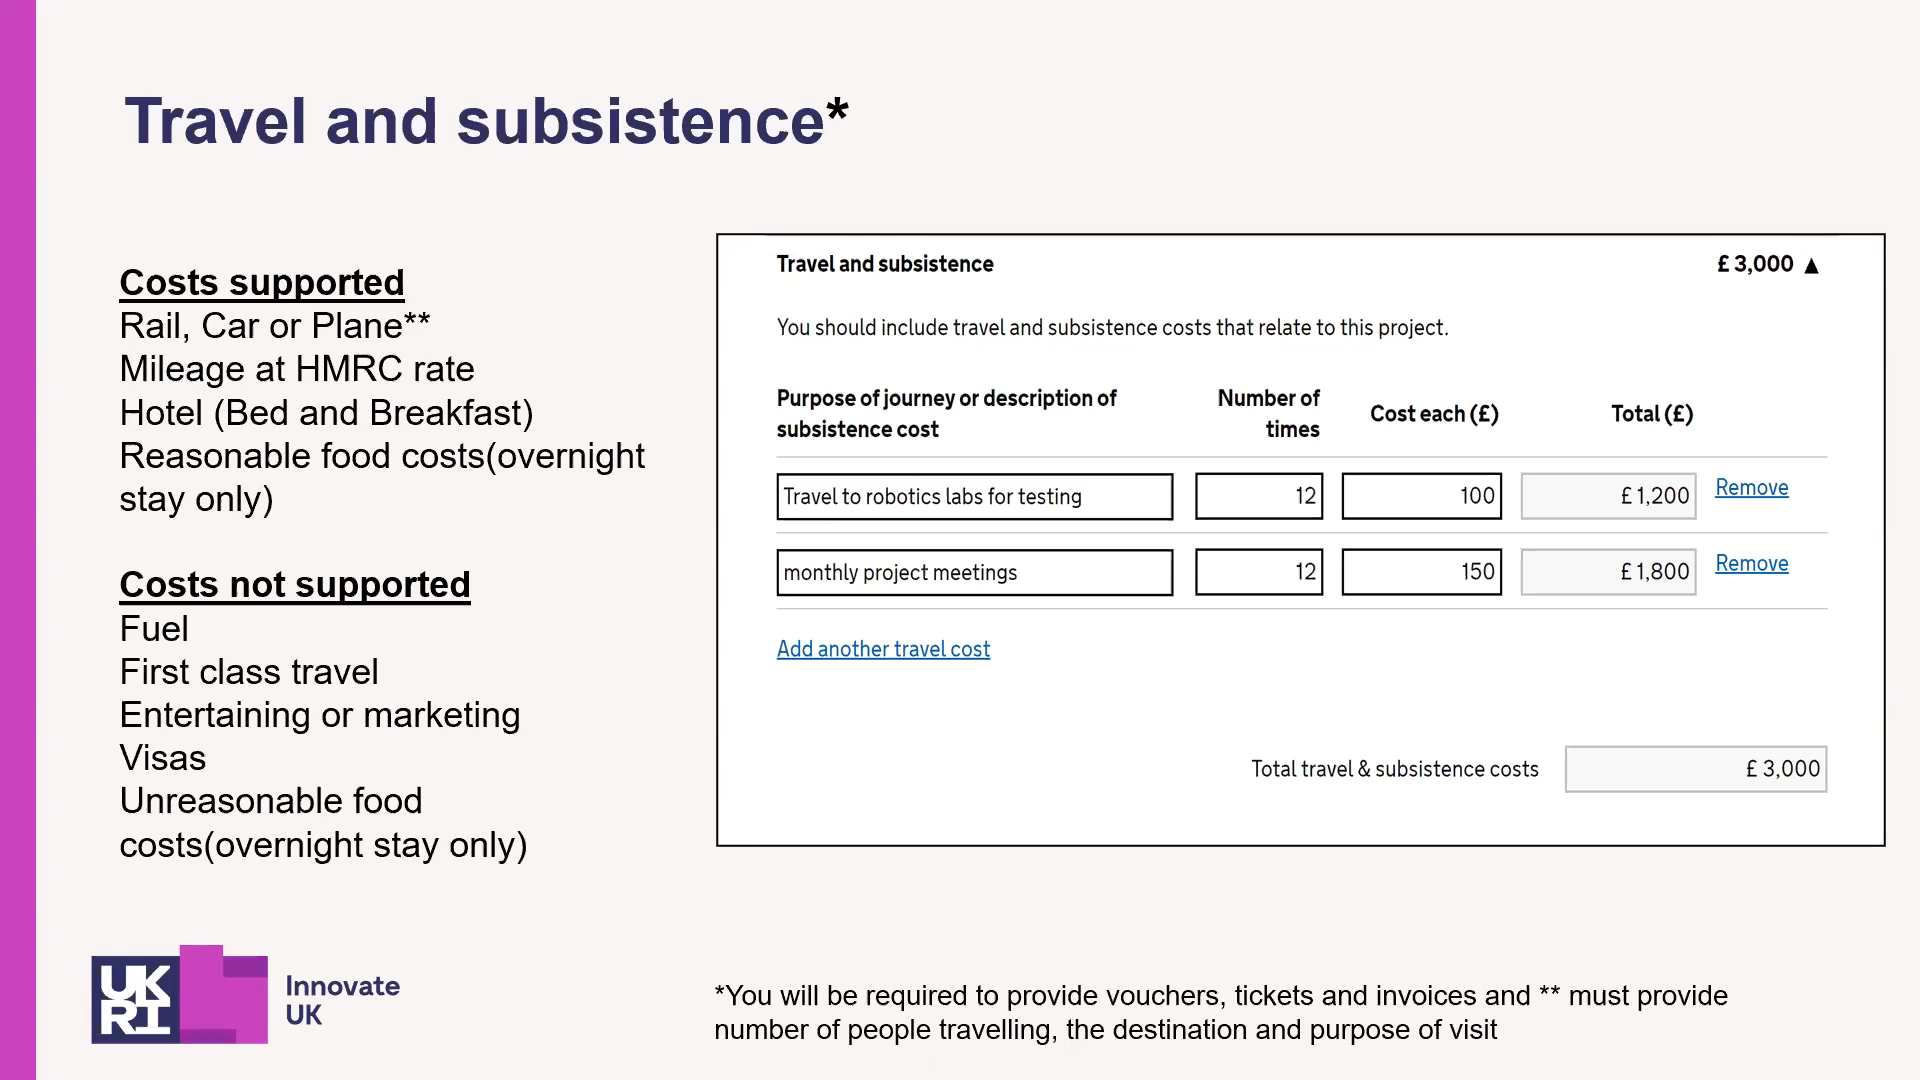 Travel and subsistence*
Costs supported
Rail, Car or Plane**
Mileage at HMRC rate
Hotel (Bed and Breakfast)
Reasonable food costs(overnight
stay only)
Costs not supported
Fuel
First class travel
Entertaining or marketing
Visas
Unreasonable food
costs(overnight stay only)
Travel and subsistence £ 3,000 ▲
You should include travel and subsistence costs that relate to this project.
Purpose of journey or description of
subsistence cost
Number of
times
Cost each (£)
Total (£)
Travel to robotics labs for testing 12 100 £ 1,200 Remove
monthly project meetings 12 150 £ 1,800 Remove
Add another travel cost
Total travel & subsistence costs £ 3,000
UK
RI
Innovate
UK
*You will be required to provide vouchers, tickets and invoices and ** must provide
number of people travelling, the destination and purpose of visit